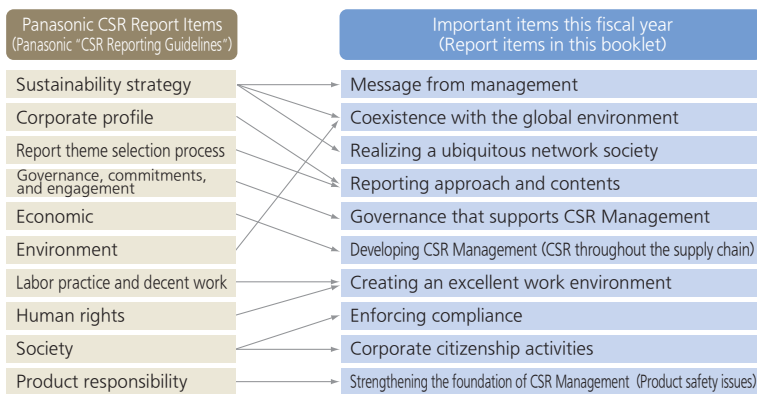 Panasonic CSR Report Items
(Panasonic "CSR Reporting Guidelines")
Sustainability strategy
Corporate profile
Report theme selection process
Governance, commitments,
and engagement
Economic
Environment
Labor practice and decent work
Human rights
Society
Product responsibility
Important items this fiscal year
(Report items in this booklet)
Message from management
Coexistence with the global environment
Realizing a ubiquitous network society
Reporting approach and contents
Governance that supports CSR Management
Developing CSR Management (CSR throughout the supply chain)
Creating an excellent work environment
Enforcing compliance
Corporate citizenship activities
Strengthening the foundation of CSR Management (Product safety issues)